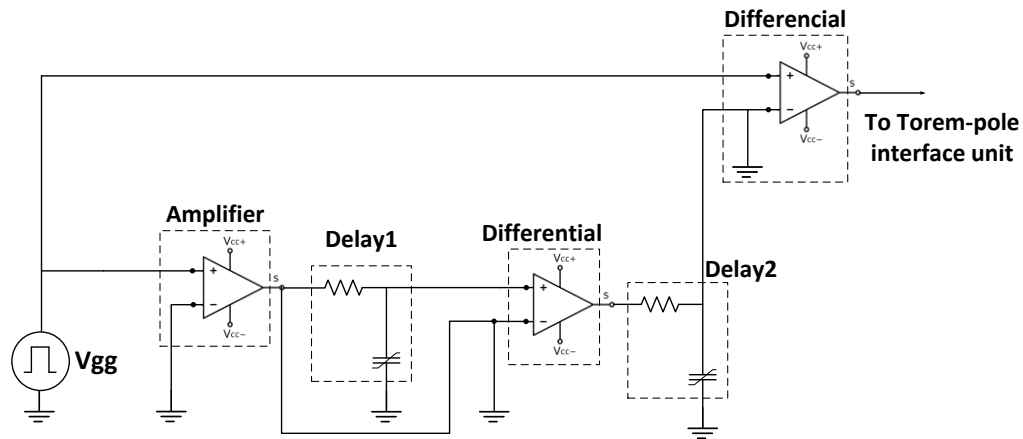 Differencial
Vcc+
+
s
−
Vcc−
To Torem-pole
interface unit
Amplifier
Vcc+
+
s
−
Vcc−
Delay1
Differential
Vcc+
+
s
−
Vcc−
Delay2
Vgg